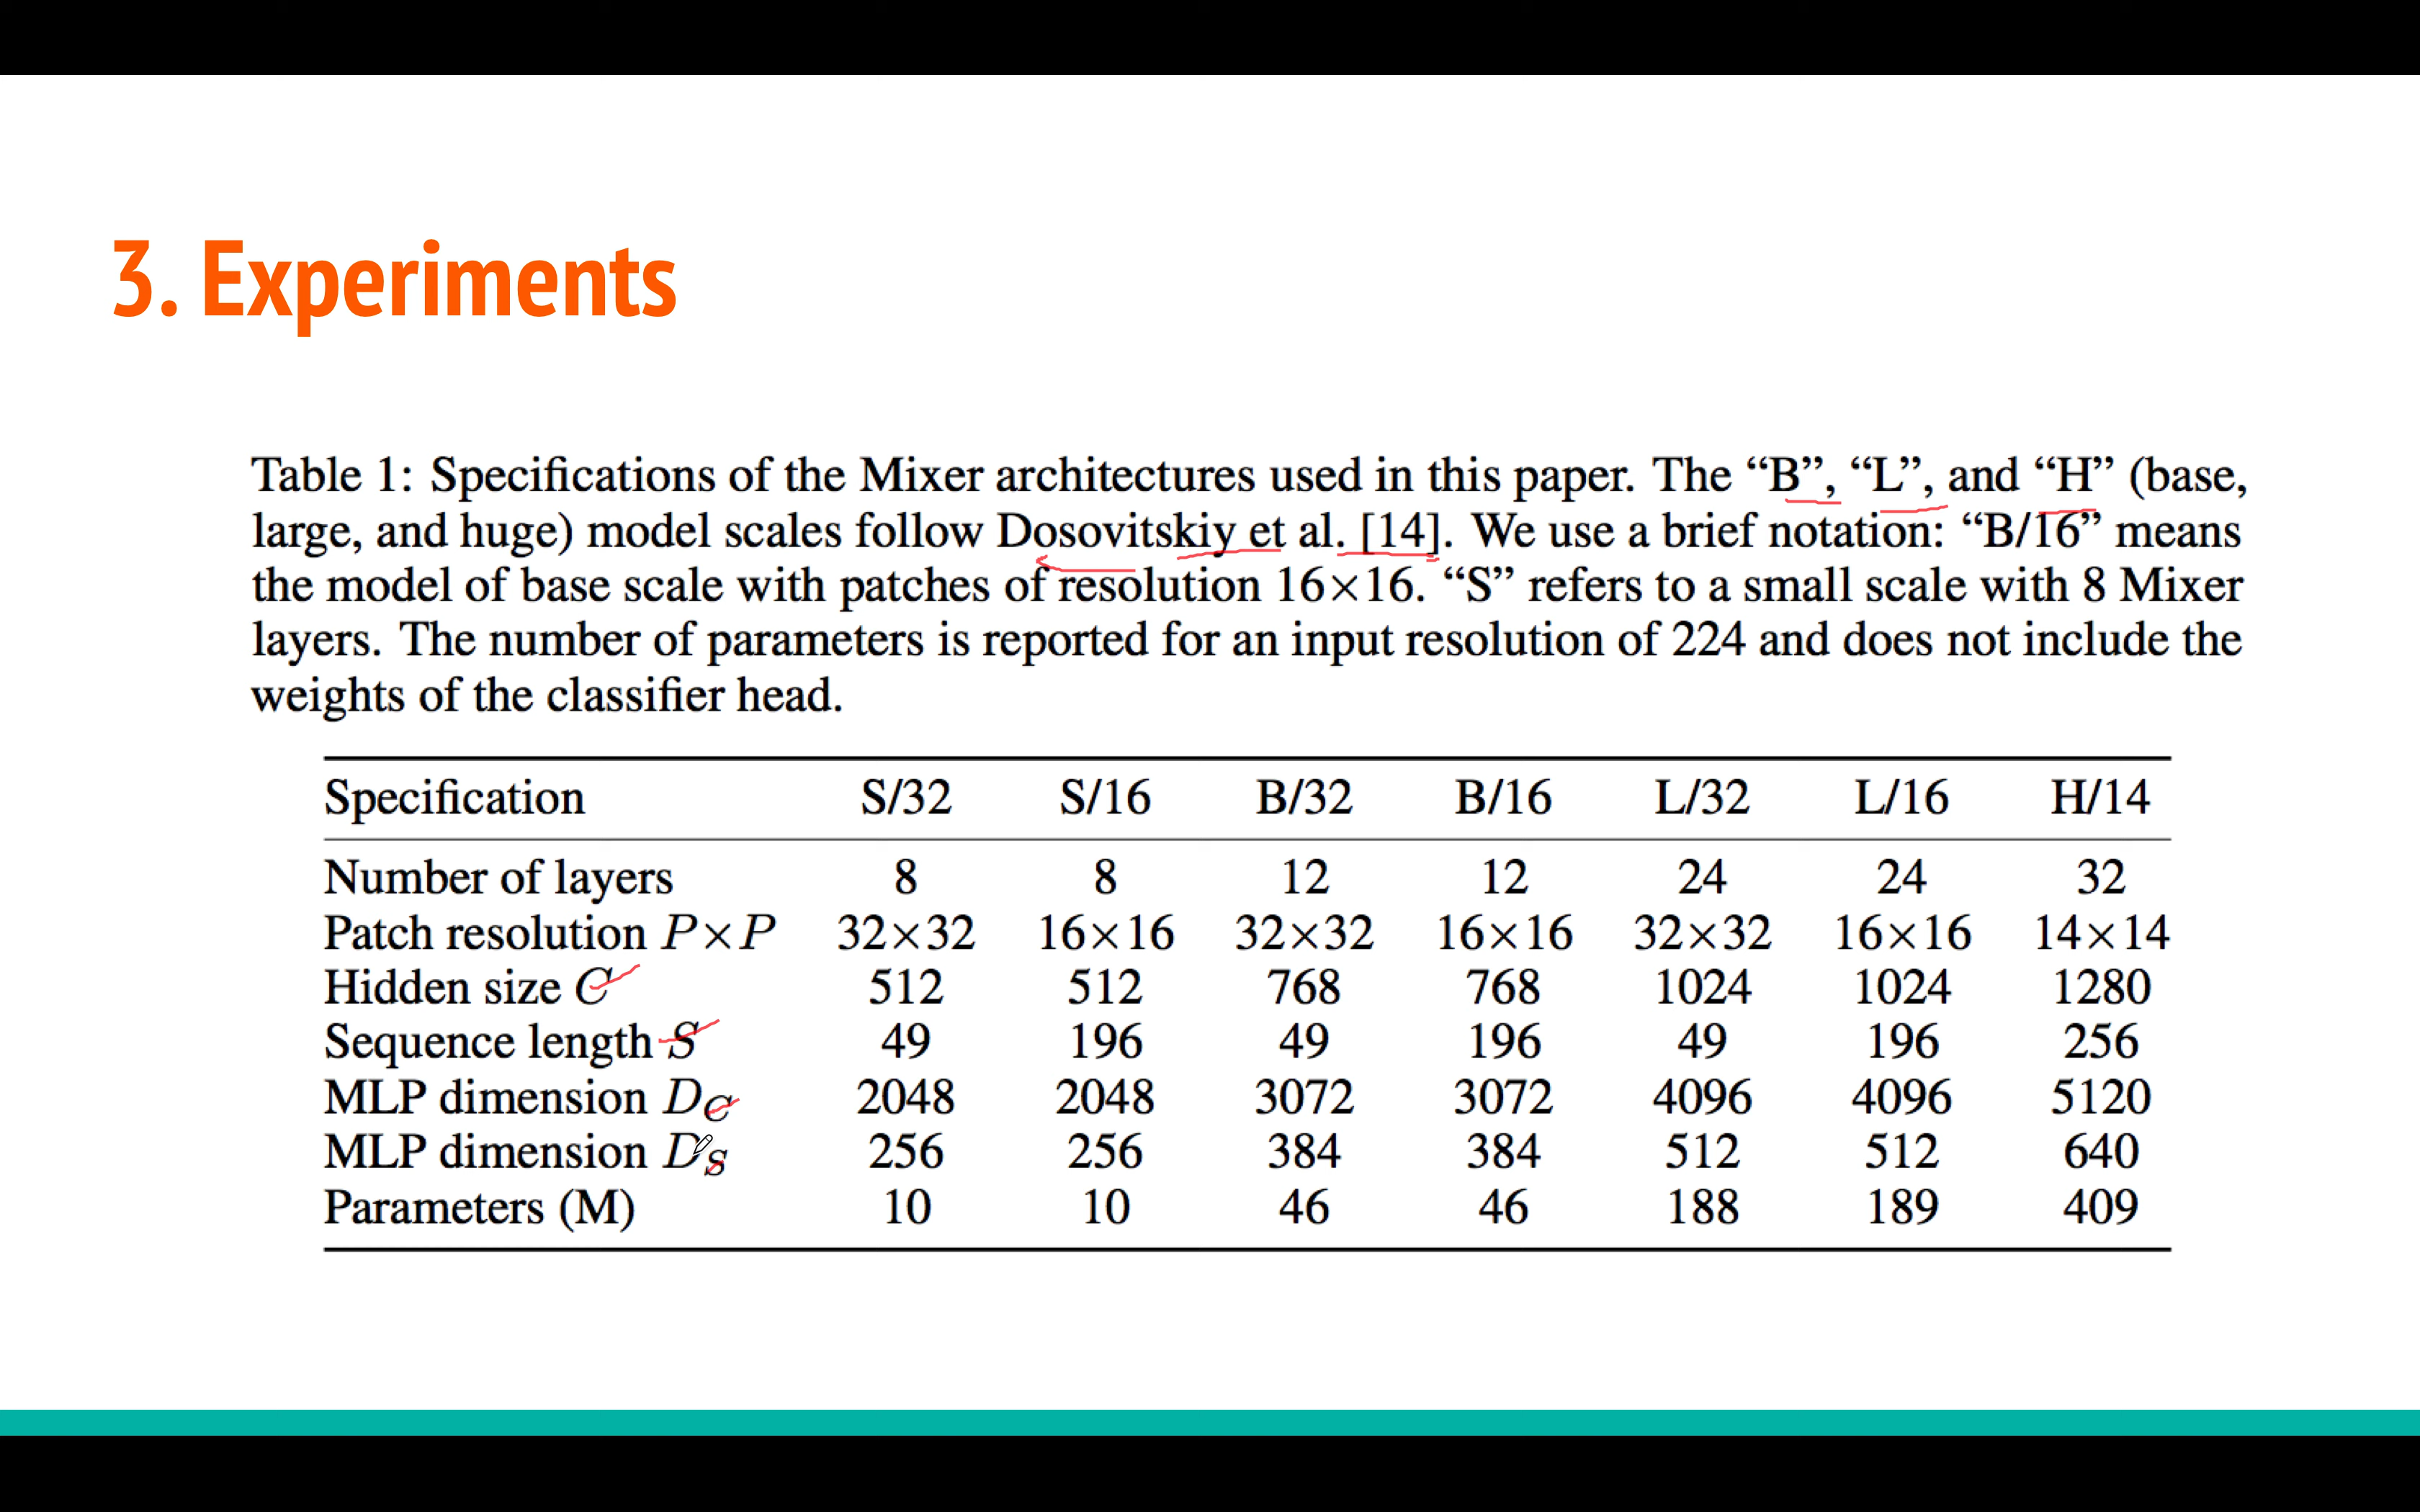 3. Experiments
Table 1: Specifications of the Mixer architectures used in this paper. The “B”, “L”, and “H” (base,
large, and huge) model scales follow Dosovitskiy et al. [14]. We use a brief notation: “B/16” means
the model of base scale with patches of resolution 16×16. “S” refers to a small scale with 8 Mixer
layers. The number of parameters is reported for an input resolution of 224 and does not include the
weights of the classifier head.
Specification S/32 S/16 B/32 B/16 L/32 L/16 H/14
Number of layers 8 8 12 12 24 24 32
Patch resolution P×P 32×32 16×16 32×32 16×16 32×32 16×16 14×14
Hidden size C 512 512 768 768 1024 1024 1280
Sequence length S 49 196 49 196 49 196 256
MLP dimension D_C 2048 2048 3072 3072 4096 4096 5120
MLP dimension D_S 256 256 384 384 512 512 640
Parameters (M) 10 10 46 46 188 189 409